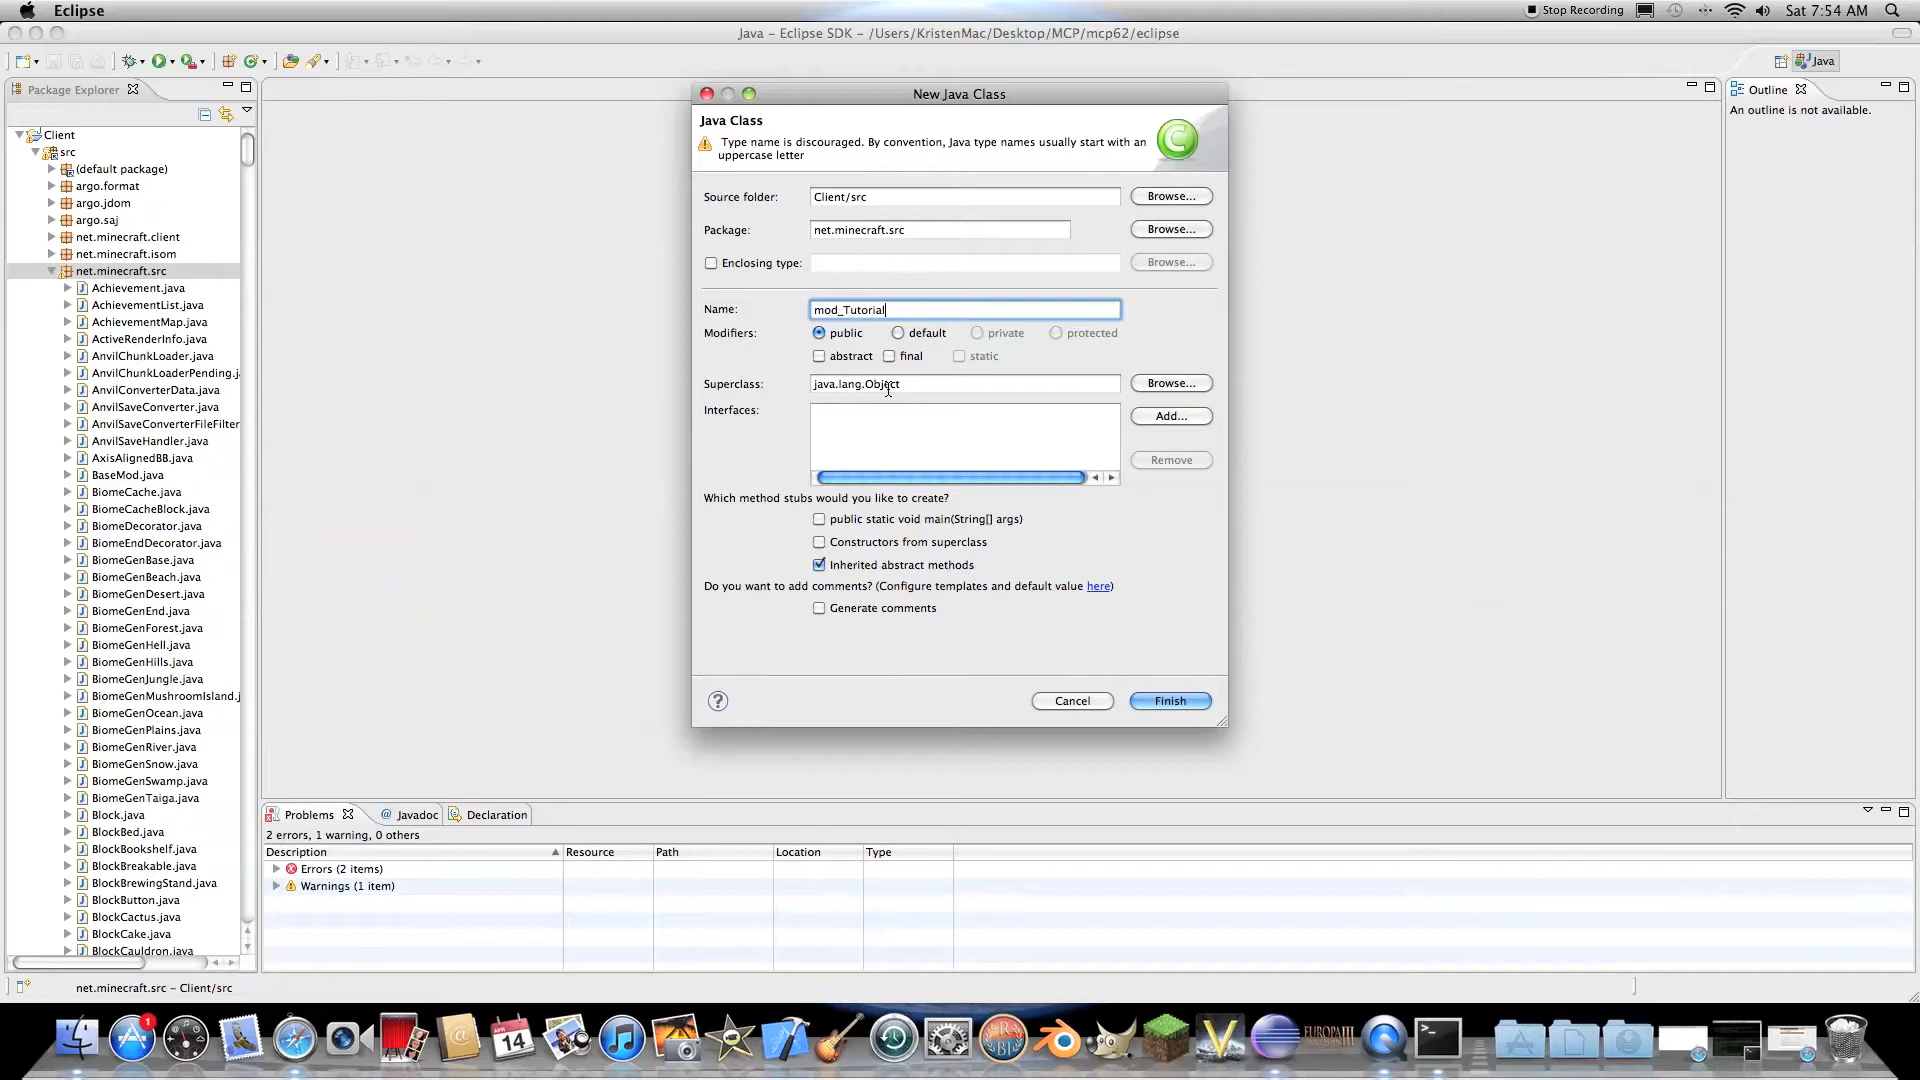 Eclipse
Stop Recording
Sat 7:54 AM
Java – Eclipse SDK – /Users/KristenMac/Desktop/MCP/mcp62/eclipse
Java
Package Explorer
Client
src
(default package)
argo.format
argo.jdom
argo.saj
net.minecraft.client
net.minecraft.isom
net.minecraft.src
Achievement.java
AchievementList.java
AchievementMap.java
ActiveRenderInfo.java
AnvilChunkLoader.java
AnvilChunkLoaderPending.j
AnvilConverterData.java
AnvilSaveConverter.java
AnvilSaveConverterFileFilter
AnvilSaveHandler.java
AxisAlignedBB.java
BaseMod.java
BiomeCache.java
BiomeCacheBlock.java
BiomeDecorator.java
BiomeEndDecorator.java
BiomeGenBase.java
BiomeGenBeach.java
BiomeGenDesert.java
BiomeGenEnd.java
BiomeGenForest.java
BiomeGenHell.java
BiomeGenHills.java
BiomeGenJungle.java
BiomeGenMushroomIsland.j
BiomeGenOcean.java
BiomeGenPlains.java
BiomeGenRiver.java
BiomeGenSnow.java
BiomeGenSwamp.java
BiomeGenTaiga.java
Block.java
BlockBed.java
BlockBookshelf.java
BlockBreakable.java
BlockBrewingStand.java
BlockButton.java
BlockCactus.java
BlockCake.java
BlockCauldron.java
New Java Class
Java Class
Type name is discouraged. By convention, Java type names usually start with an
uppercase letter
C
Source folder: Client/src Browse...
Package: net.minecraft.src Browse...
Enclosing type: Browse...
Name: mod_Tutorial
Modifiers: public default private protected
abstract final static
Superclass: java.lang.Object Browse...
Interfaces: Add...
Remove
Which method stubs would you like to create?
public static void main(String[] args)
Constructors from superclass
Inherited abstract methods
Do you want to add comments? (Configure templates and default value here)
Generate comments
? Cancel Finish
Outline
An outline is not available.
Problems @ Javadoc Declaration
2 errors, 1 warning, 0 others
Description Resource Path Location Type
Errors (2 items)
Warnings (1 item)
net.minecraft.src – Client/src
1
APR
14
EUROPA III